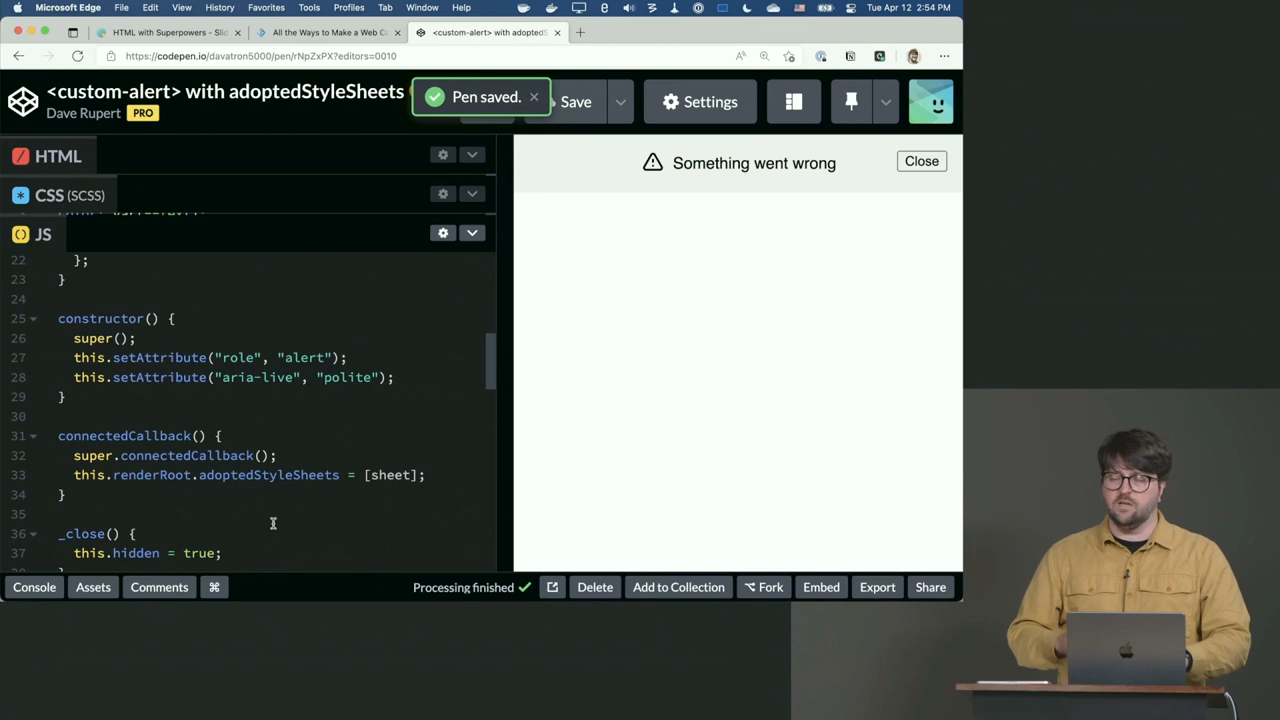 Microsoft Edge File Edit View History Favorites Tools Profiles Tab Window Help
Tue Apr 12 2:54 PM
HTML with Superpowers - Sli
All the Ways to Make a Web C
<custom-alert> with adoptedS
https://codepen.io/davatron5000/pen/rNpZxPX?editors=0010
<custom-alert> with adoptedStyleSheets
Dave Rupert PRO
Pen saved.
Save
Settings
HTML
CSS (SCSS)
JS
22 };
23 }
24
25 constructor() {
26 super();
27 this.setAttribute("role", "alert");
28 this.setAttribute("aria-live", "polite");
29 }
30
31 connectedCallback() {
32 super.connectedCallback();
33 this.renderRoot.adoptedStyleSheets = [sheet];
34 }
35
36 _close() {
37 this.hidden = true;
Something went wrong
Close
Console Assets Comments ⌘ Processing finished Delete Add to Collection Fork Embed Export Share